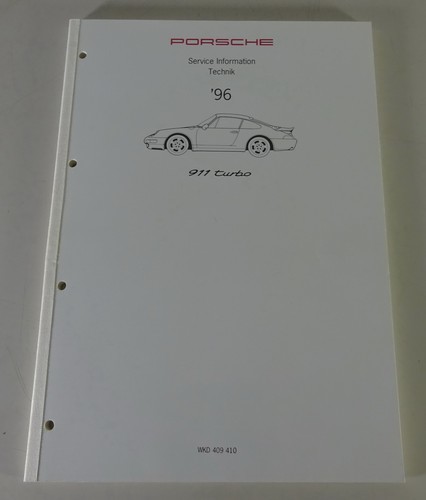 PORSCHE
Service Information
Technik
'96
911 turbo
WKD 409 410